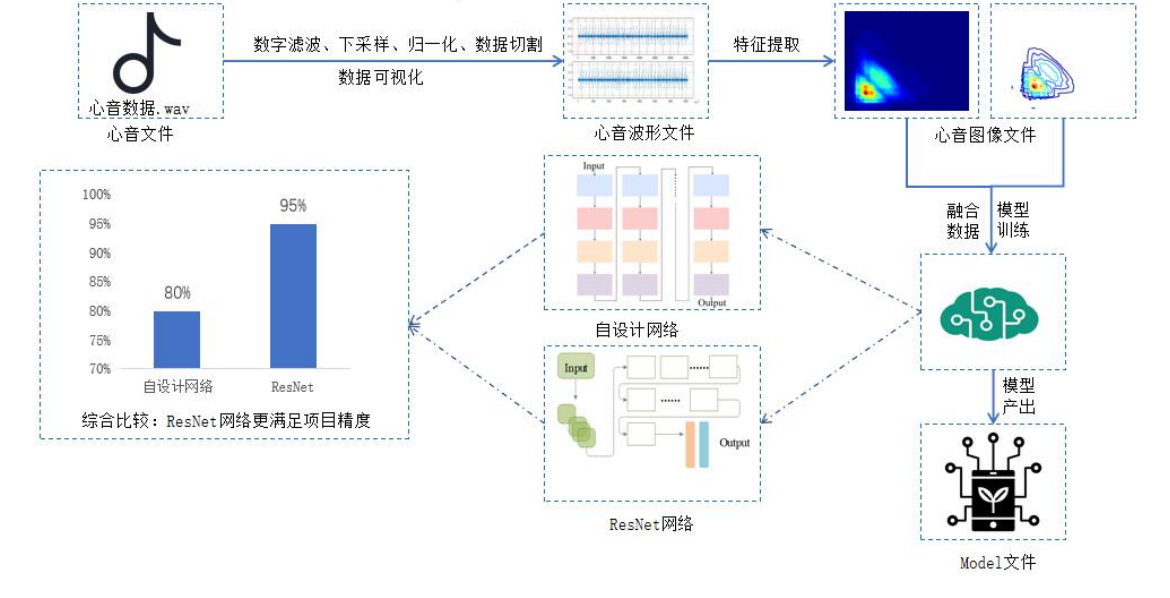 数字滤波、下采样、归一化、数据切割
数据可视化
特征提取
心音数据.wav
心音文件
心音波形文件
心音图像文件
融合
数据
模型
训练
Input
Output
自设计网络
100%
95%
90%
85%
80%
75%
70%
80%
95%
自设计网络
ResNet
综合比较：ResNet网络更满足项目精度
Input
Output
ResNet网络
模型
产出
Model文件